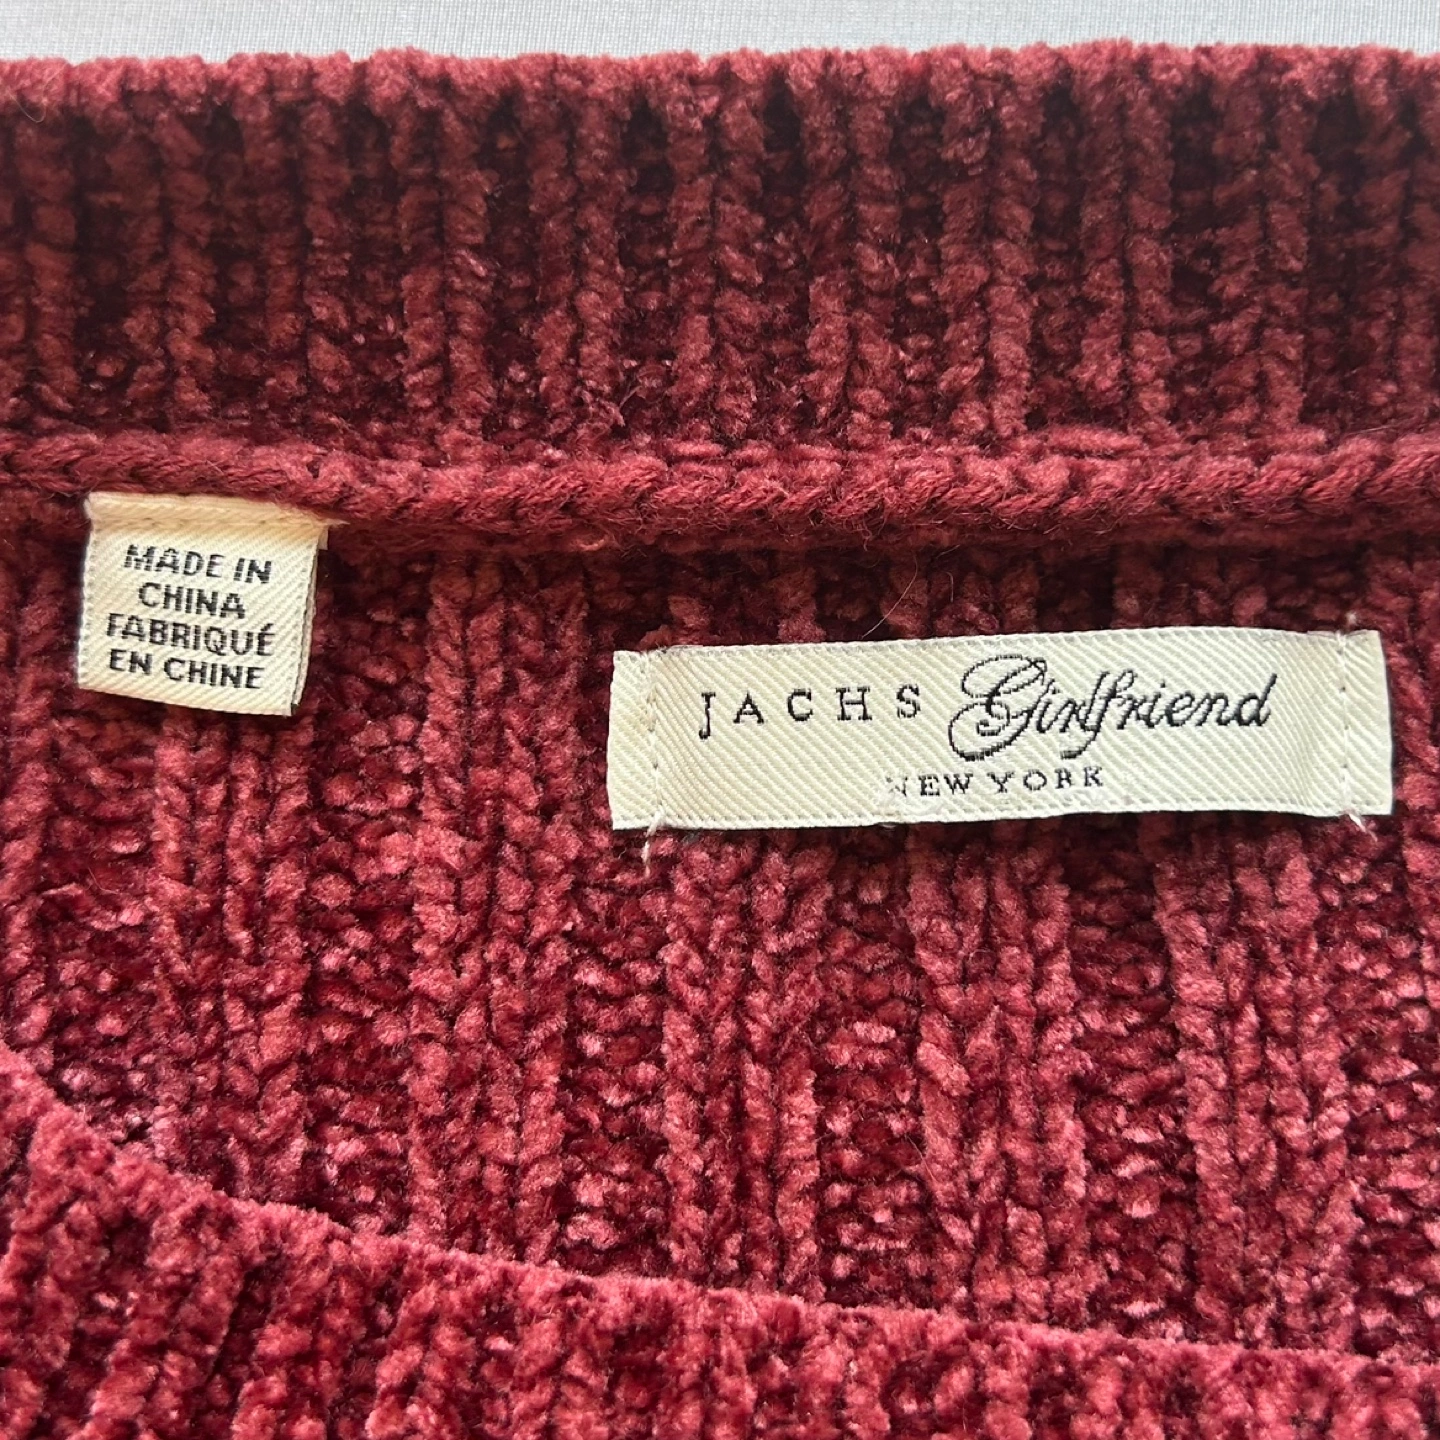 MADE IN
CHINA
FABRIQUÉ
EN CHINE
JACHS Girlfriend
NEW YORK